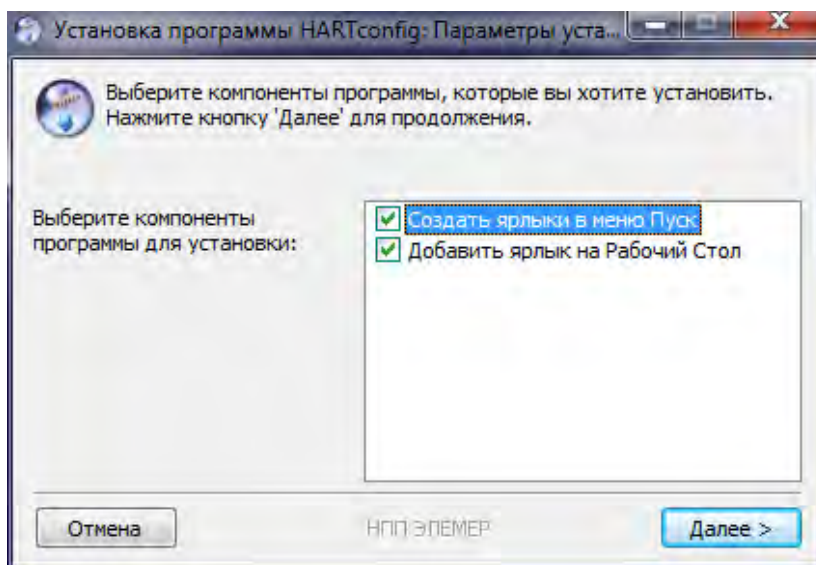 Установка программы HARTconfig: Параметры уста...
Выберите компоненты программы, которые вы хотите установить.
Нажмите кнопку 'Далее' для продолжения.
Выберите компоненты
программы для установки:
Создать ярлыки в меню Пуск
Добавить ярлык на Рабочий Стол
Отмена
НПП ЭЛЕМЕР
Далее >